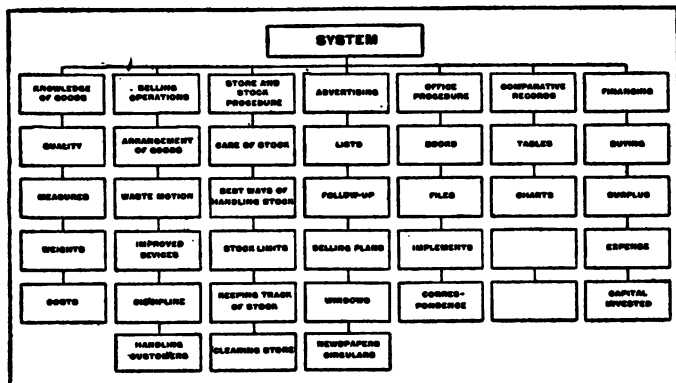 SYSTEM
KNOWLEDGE
OF GOODS
SELLING
OPERATIONS
STORE AND
STOCK
PROCEDURE
ADVERTISING
OFFICE
PROCEDURE
COMPARATIVE
RECORDS
FINANCING
QUALITY
ARRANGEMENT
OF GOODS
CARE OF STOCK
LISTS
BOOKS
TABLES
BUYING
MEASURES
WASTE MOTION
BEST WAYS OF
HANDLING STOCK
FOLLOW-UP
FILES
CHARTS
SURPLUS
WEIGHTS
IMPROVED
DEVICES
STOCK LIMITS
SELLING PLANS
IMPLEMENTS
EXPENSE
COSTS
DISCIPLINE
KEEPING TRACK
OF STOCK
WINDOWS
CORRES-
PONDENCE
CAPITAL
INVESTED
HANDLING
CUSTOMERS
CLEANING STORE
NEWSPAPERS
CIRCULARS